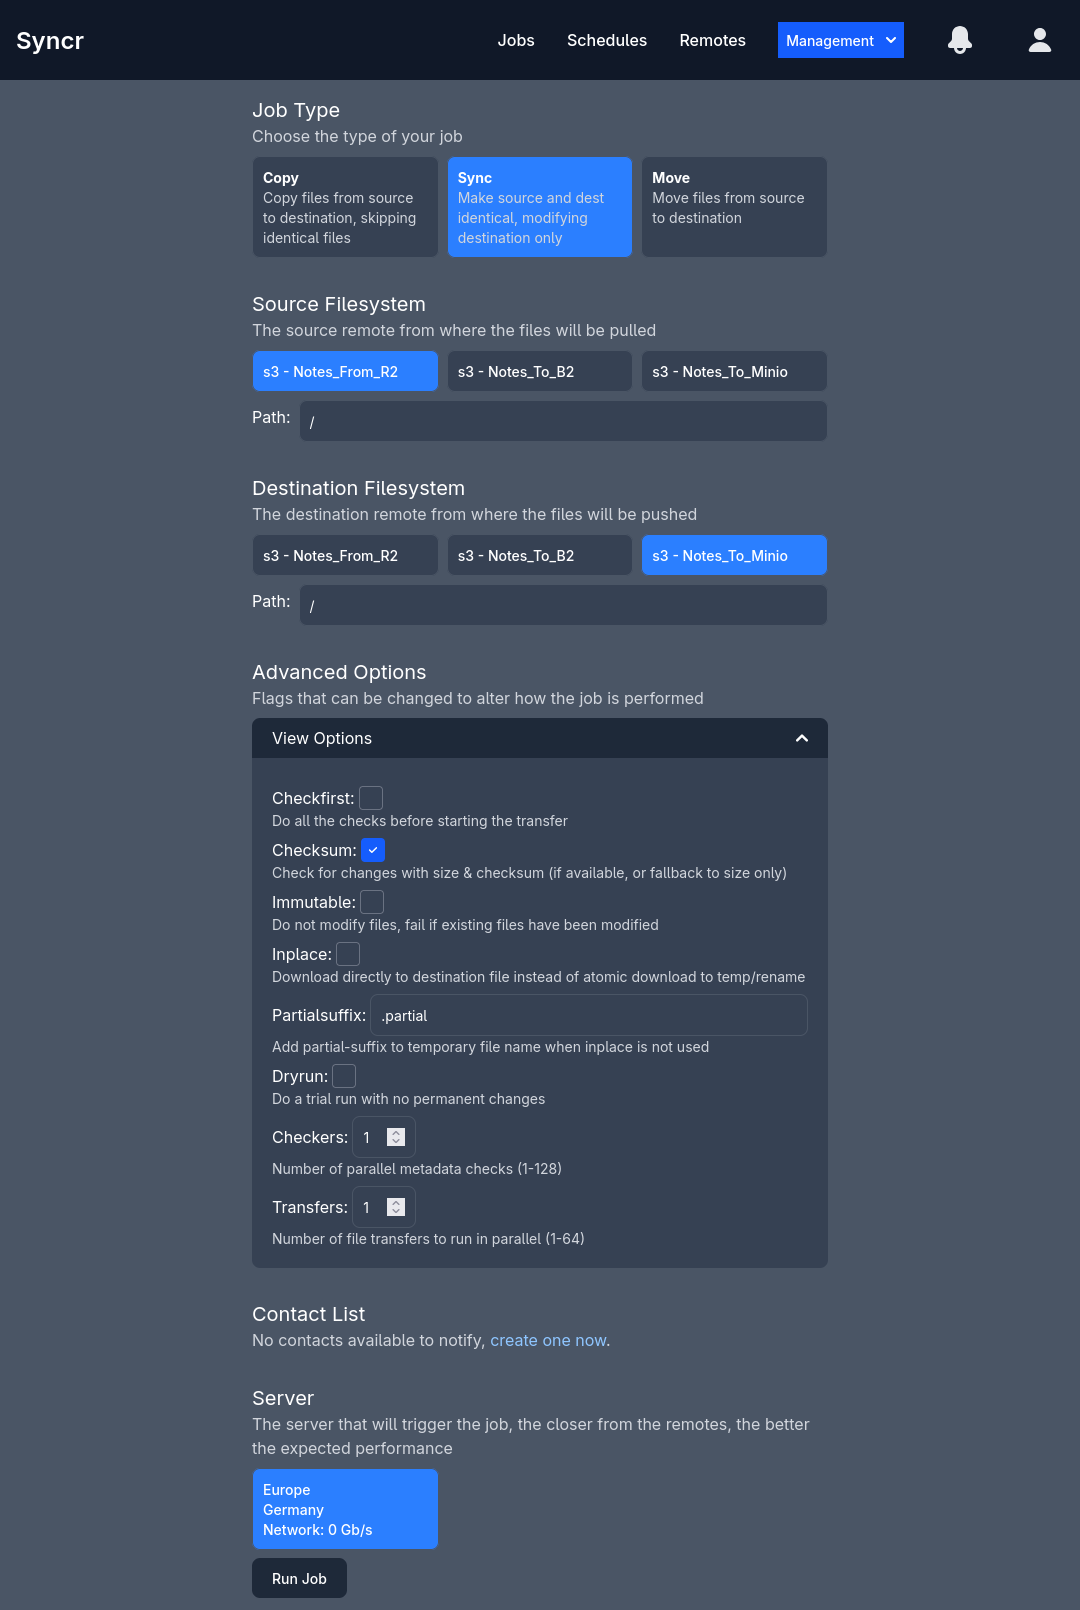 Syncr
Jobs
Schedules
Remotes
Management
Job Type
Choose the type of your job
Copy
Copy files from source
to destination, skipping
identical files
Sync
Make source and dest
identical, modifying
destination only
Move
Move files from source
to destination
Source Filesystem
The source remote from where the files will be pulled
s3 - Notes_From_R2
s3 - Notes_To_B2
s3 - Notes_To_Minio
Path: /
Destination Filesystem
The destination remote from where the files will be pushed
s3 - Notes_From_R2
s3 - Notes_To_B2
s3 - Notes_To_Minio
Path: /
Advanced Options
Flags that can be changed to alter how the job is performed
View Options
Checkfirst:
Do all the checks before starting the transfer
Checksum:
Check for changes with size & checksum (if available, or fallback to size only)
Immutable:
Do not modify files, fail if existing files have been modified
Inplace:
Download directly to destination file instead of atomic download to temp/rename
Partialsuffix: .partial
Add partial-suffix to temporary file name when inplace is not used
Dryrun:
Do a trial run with no permanent changes
Checkers: 1
Number of parallel metadata checks (1-128)
Transfers: 1
Number of file transfers to run in parallel (1-64)
Contact List
No contacts available to notify, create one now.
Server
The server that will trigger the job, the closer from the remotes, the better
the expected performance
Europe
Germany
Network: 0 Gb/s
Run Job